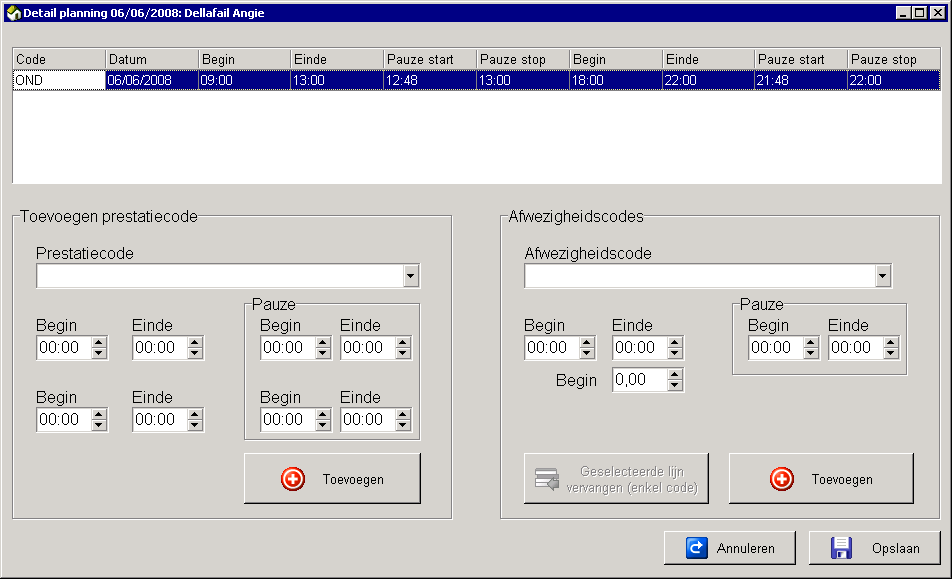 Detail planning 06/06/2008: Dellafail Angie
Code Datum Begin Einde Pauze start Pauze stop Begin Einde Pauze start Pauze stop
OND 06/06/2008 09:00 13:00 12:48 13:00 18:00 22:00 21:48 22:00
Toevoegen prestatiecode
Prestatiecode
Pauze
Begin Einde Begin Einde
00:00 00:00 00:00 00:00
Begin Einde Begin Einde
00:00 00:00 00:00 00:00
Toevoegen
Afwezigheidscodes
Afwezigheidscode
Pauze
Begin Einde Begin Einde
00:00 00:00 00:00 00:00
Begin 0,00
Geselecteerde lijn
vervangen (enkel code)
Toevoegen
Annuleren Opslaan